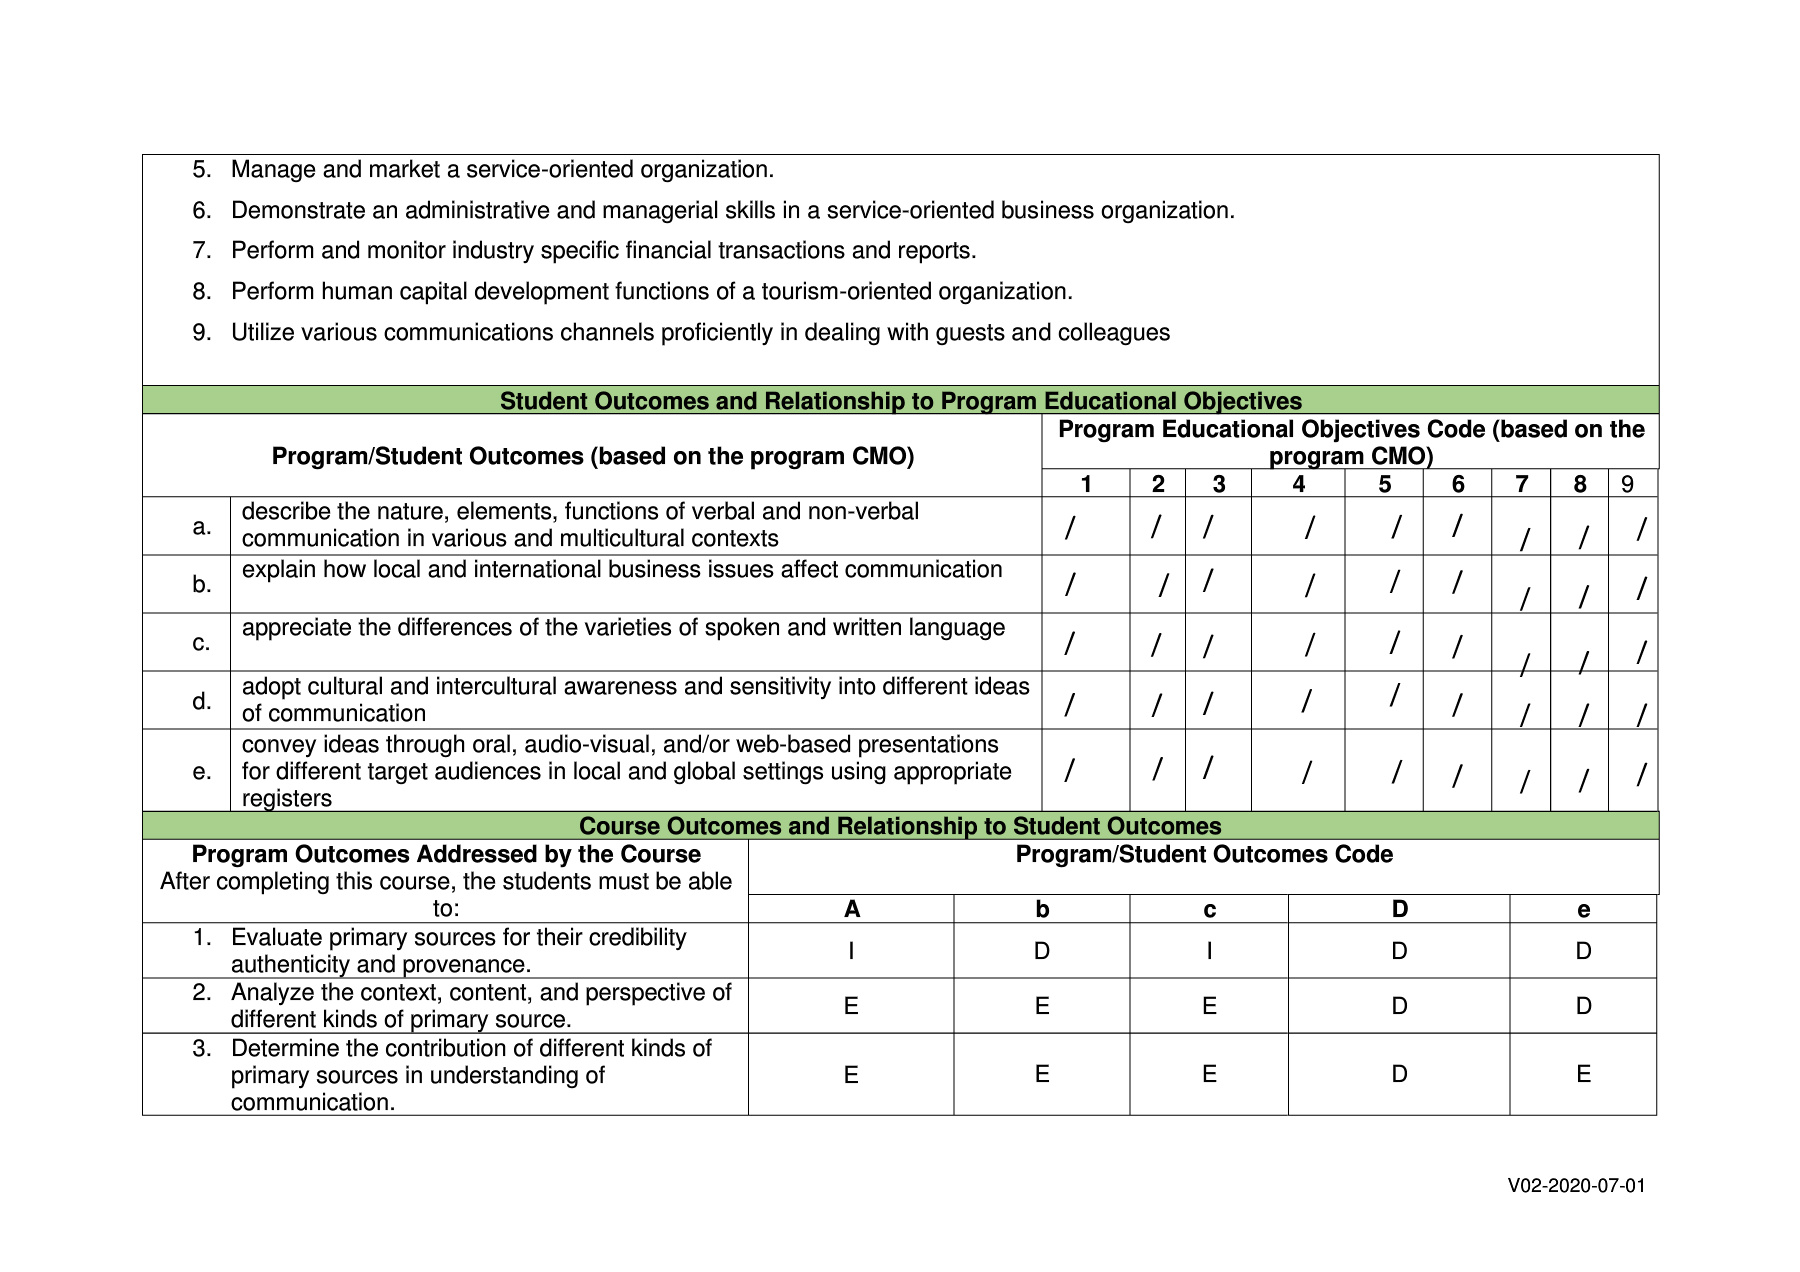 5. Manage and market a service-oriented organization.
6. Demonstrate an administrative and managerial skills in a service-oriented business organization.
7. Perform and monitor industry specific financial transactions and reports.
8. Perform human capital development functions of a tourism-oriented organization.
9. Utilize various communications channels proficiently in dealing with guests and colleagues
Student Outcomes and Relationship to Program Educational Objectives
Program/Student Outcomes (based on the program CMO)
Program Educational Objectives Code (based on the
program CMO)
1 2 3 4 5 6 7 8 9
a. describe the nature, elements, functions of verbal and non-verbal
communication in various and multicultural contexts
/ / / / / / / / /
b. explain how local and international business issues affect communication
/ / / / / / / / /
c. appreciate the differences of the varieties of spoken and written language
/ / / / / / / / /
d. adopt cultural and intercultural awareness and sensitivity into different ideas
of communication
/ / / / / / / / /
e. convey ideas through oral, audio-visual, and/or web-based presentations
for different target audiences in local and global settings using appropriate
registers
/ / / / / / / / /
Course Outcomes and Relationship to Student Outcomes
Program Outcomes Addressed by the Course
After completing this course, the students must be able
to:
Program/Student Outcomes Code
A b c D e
1. Evaluate primary sources for their credibility
authenticity and provenance.
I D I D D
2. Analyze the context, content, and perspective of
different kinds of primary source.
E E E D D
3. Determine the contribution of different kinds of
primary sources in understanding of
communication.
E E E D E
V02-2020-07-01